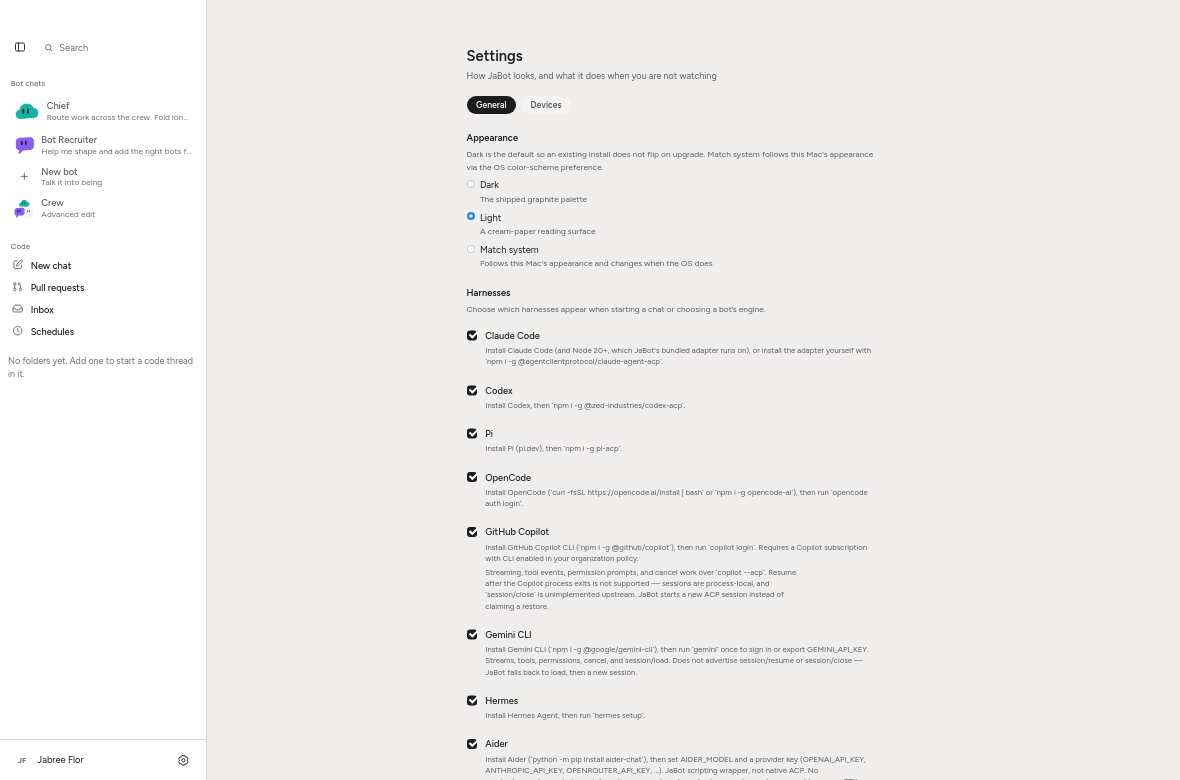 Search
Bot chats
Chief
Route work across the crew. Fold lon...
Bot Recruiter
Help me shape and add the right bots f...
New bot
Talk it into being
Crew
Advanced edit
Code
New chat
Pull requests
Inbox
Schedules
No folders yet. Add one to start a code thread
in it.
JF
Jabree Flor
Settings
How JaBot looks, and what it does when you are not watching
General
Devices
Appearance
Dark is the default so an existing install does not flip on upgrade. Match system follows this Mac's appearance
via the OS color-scheme preference.
Dark
The shipped graphite palette
Light
A cream-paper reading surface
Match system
Follows this Mac's appearance and changes when the OS does
Harnesses
Choose which harnesses appear when starting a chat or choosing a bot's engine.
Claude Code
Install Claude Code (and Node 20+, which JaBot's bundled adapter runs on), or install the adapter yourself with
`npm i -g @agentclientprotocol/claude-agent-acp`.
Codex
Install Codex, then `npm i -g @zed-industries/codex-acp`.
Pi
Install Pi (pi.dev), then `npm i -g pi-acp`.
OpenCode
Install OpenCode (`curl -fsSL https://opencode.ai/install | bash` or `npm i -g opencode-ai`), then run `opencode
auth login`.
GitHub Copilot
Install GitHub Copilot CLI (`npm i -g @github/copilot`), then run `copilot login`. Requires a Copilot subscription
with CLI enabled in your organization policy.
Streaming, tool events, permission prompts, and cancel work over `copilot --acp`. Resume
after the Copilot process exits is not supported — sessions are process-local, and
`session/close` is unimplemented upstream. JaBot starts a new ACP session instead of
claiming a restore.
Gemini CLI
Install Gemini CLI (`npm i -g @google/gemini-cli`), then run `gemini` once to sign in or export GEMINI_API_KEY.
Streams, tools, permissions, cancel, and session/load. Does not advertise session/resume or session/close —
JaBot falls back to load, then a new session.
Hermes
Install Hermes Agent, then run `hermes setup`.
Aider
Install Aider (`python -m pip install aider-chat`), then set AIDER_MODEL and a provider key (OPENAI_API_KEY,
ANTHROPIC_API_KEY, OPENROUTER_API_KEY, …). JaBot scripting wrapper, not native ACP. No